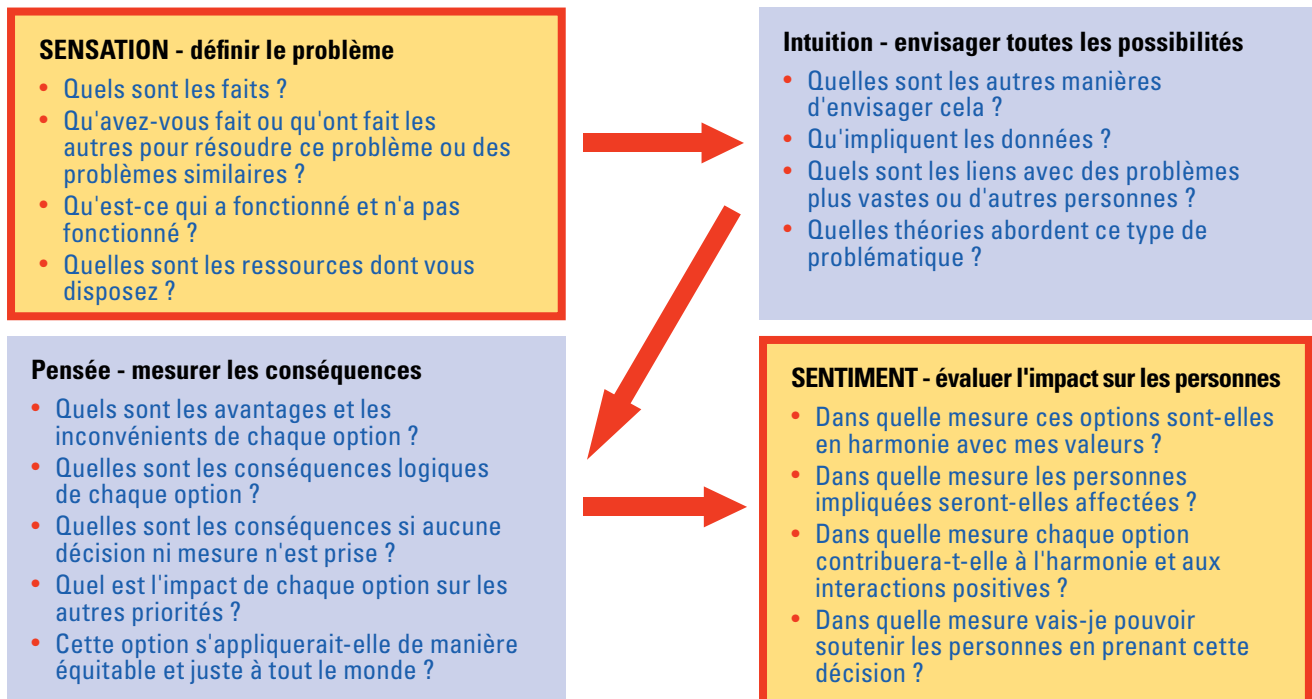 SENSATION - définir le problème
• Quels sont les faits ?
• Qu'avez-vous fait ou qu'ont fait les
autres pour résoudre ce problème ou des
problèmes similaires ?
• Qu'est-ce qui a fonctionné et n'a pas
fonctionné ?
• Quelles sont les ressources dont vous
disposez ?
Intuition - envisager toutes les possibilités
• Quelles sont les autres manières
d'envisager cela ?
• Qu'impliquent les données ?
• Quels sont les liens avec des problèmes
plus vastes ou d'autres personnes ?
• Quelles théories abordent ce type de
problématique ?
Pensée - mesurer les conséquences
• Quels sont les avantages et les
inconvénients de chaque option ?
• Quelles sont les conséquences logiques
de chaque option ?
• Quelles sont les conséquences si aucune
décision ni mesure n'est prise ?
• Quel est l'impact de chaque option sur les
autres priorités ?
• Cette option s'appliquerait-elle de manière
équitable et juste à tout le monde ?
SENTIMENT - évaluer l'impact sur les personnes
• Dans quelle mesure ces options sont-elles
en harmonie avec mes valeurs ?
• Dans quelle mesure les personnes
impliquées seront-elles affectées ?
• Dans quelle mesure chaque option
contribuera-t-elle à l'harmonie et aux
interactions positives ?
• Dans quelle mesure vais-je pouvoir
soutenir les personnes en prenant cette
décision ?